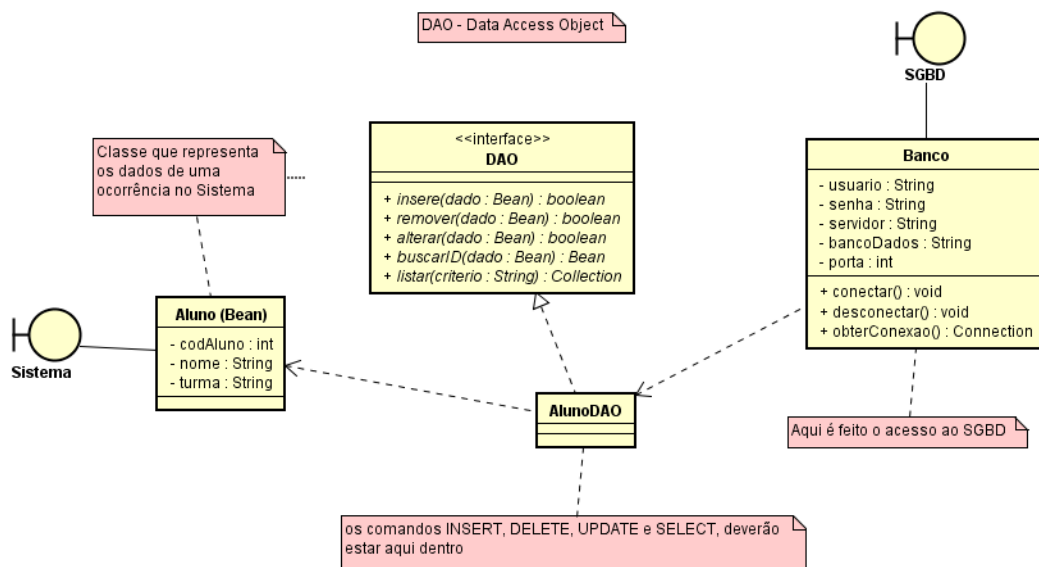 DAO - Data Access Object
SGBD
Classe que representa
os dados de uma
ocorrência no Sistema
.....
<<interface>>
DAO
+ insere(dado : Bean) : boolean
+ remover(dado : Bean) : boolean
+ alterar(dado : Bean) : boolean
+ buscarID(dado : Bean) : Bean
+ listar(criterio : String) : Collection
Banco
- usuario : String
- senha : String
- servidor : String
- bancoDados : String
- porta : int
+ conectar() : void
+ desconectar() : void
+ obterConexao() : Connection
Sistema
Aluno (Bean)
- codAluno : int
- nome : String
- turma : String
AlunoDAO
Aqui é feito o acesso ao SGBD
os comandos INSERT, DELETE, UPDATE e SELECT, deverão
estar aqui dentro